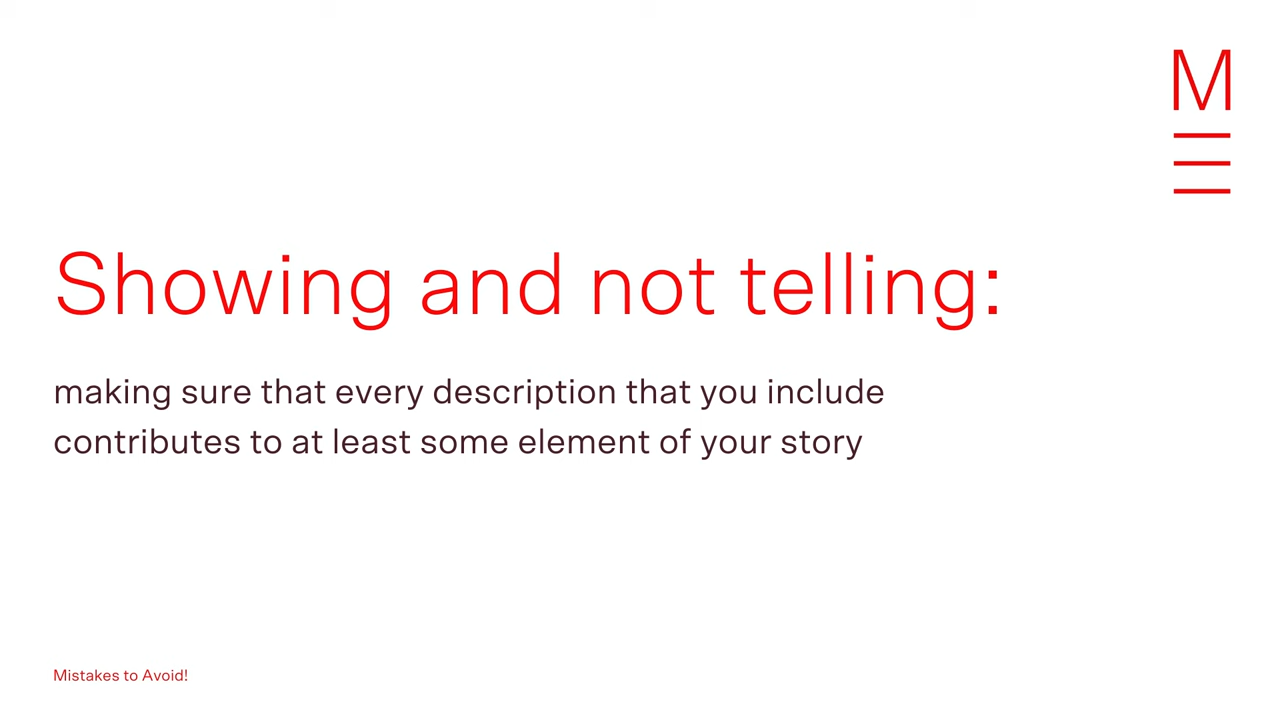 M
Showing and not telling:
making sure that every description that you include
contributes to at least some element of your story
Mistakes to Avoid!